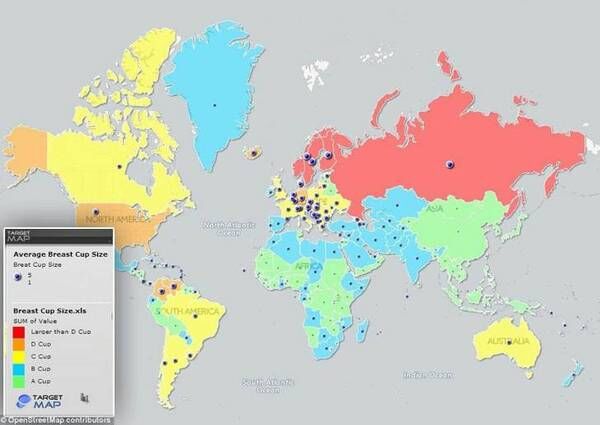 NORTH AMERICA
North Atlantic
Ocean
ASIA
AFRICA
SOUTH AMERICA
AUSTRALIA
South Atlantic
Ocean
Indian Ocean
TARGET
MAP
Average Breast Cup Size
Breat Cup Size
5
1
Breast Cup Size.xls
SUM of Value
Larger than D Cup
D Cup
C Cup
B Cup
A Cup
TARGET
MAP
© OpenStreetMap contributors